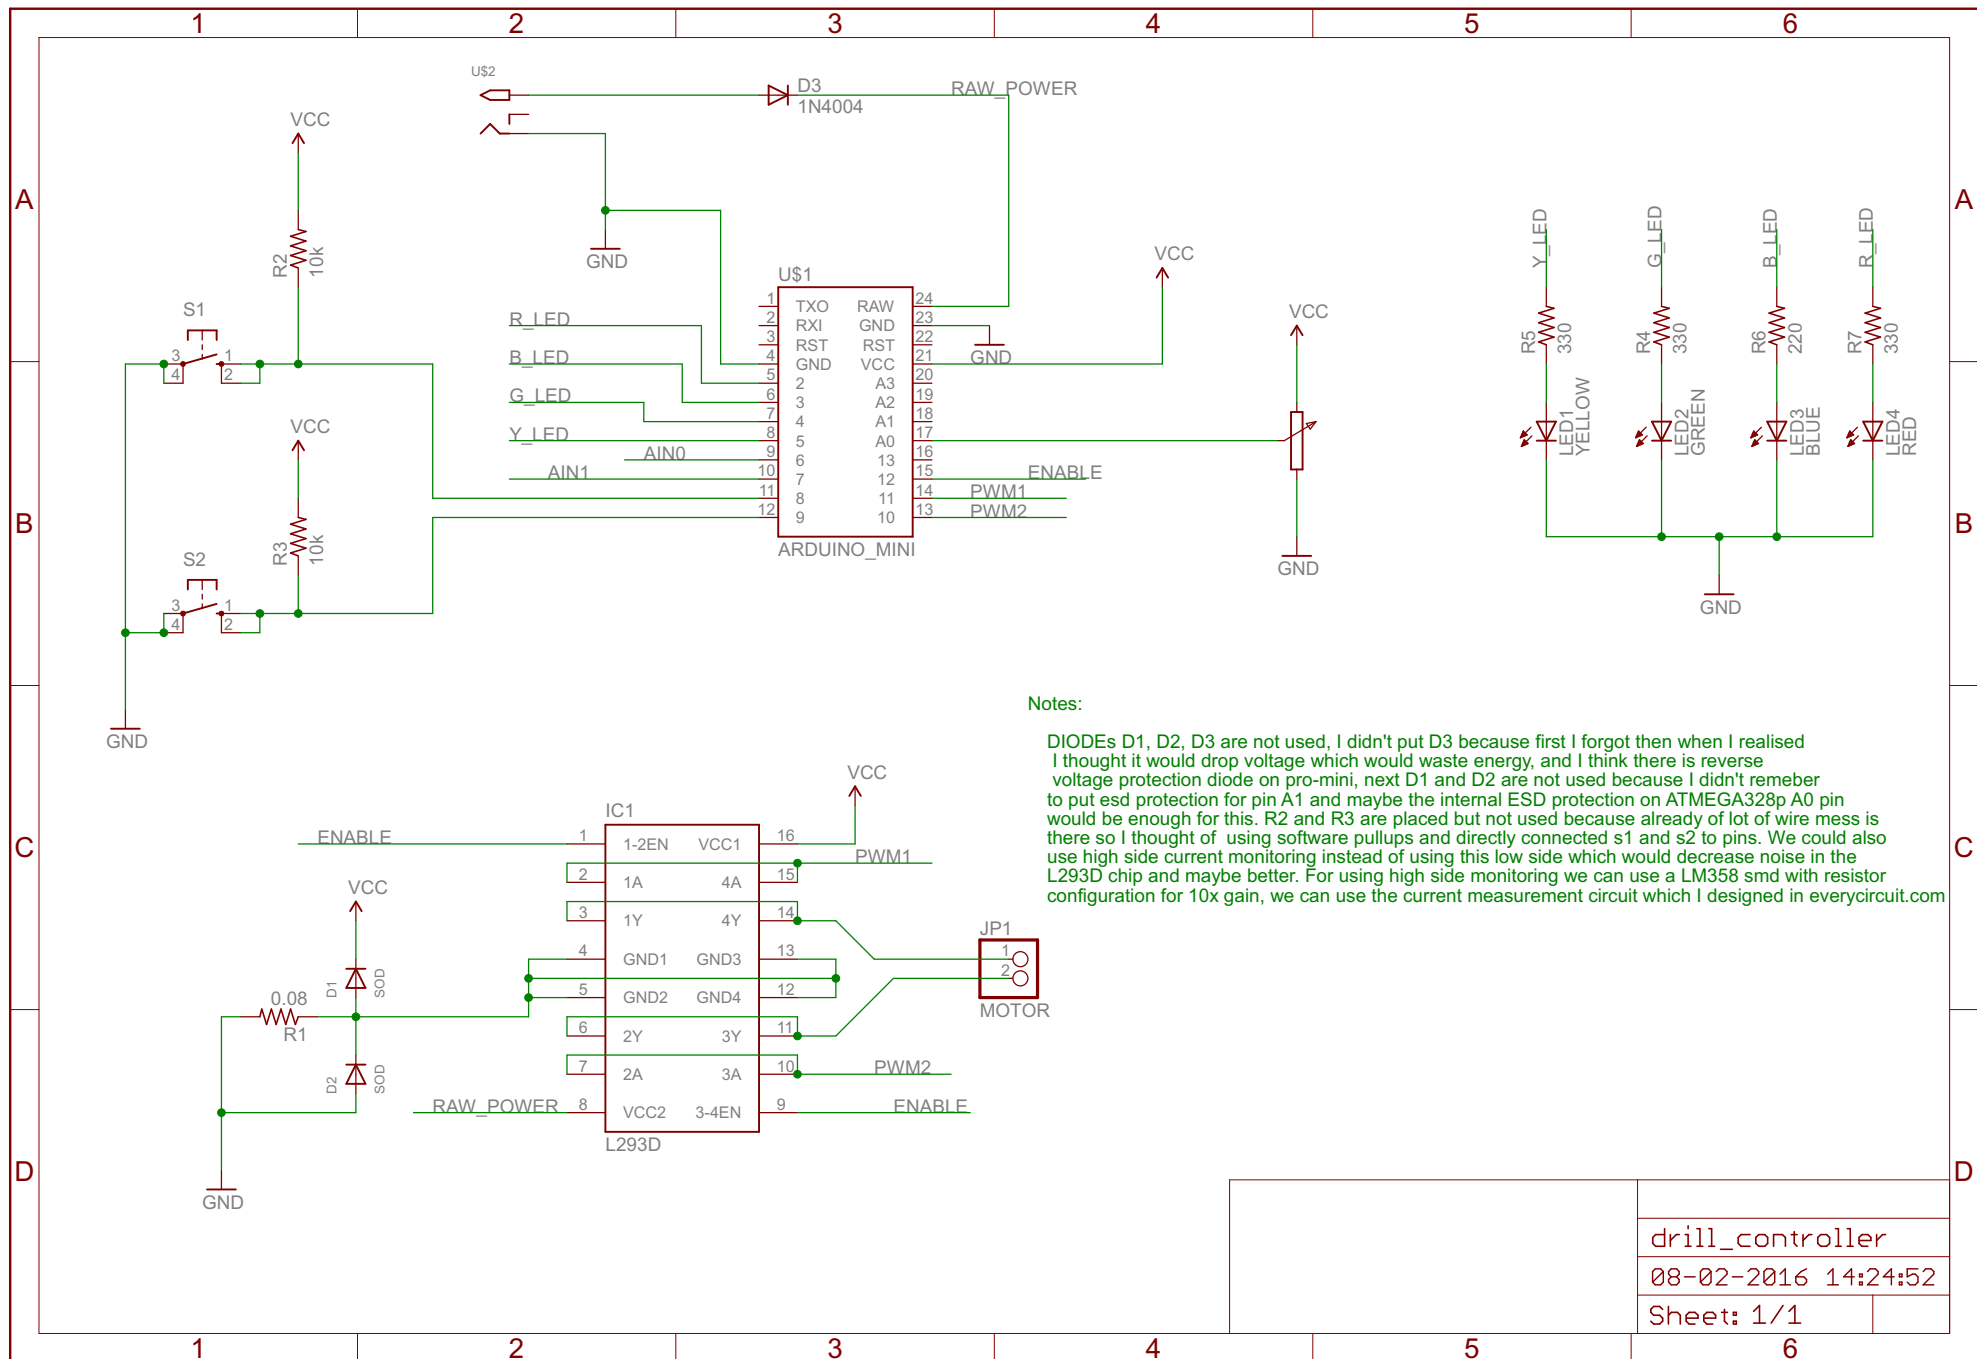 1 2 3 4 5 6
A A
B B
C C
D D
U$2
D3
1N4004
RAW_POWER
VCC
R2
10k
GND
S1
3 1
4 2
VCC
R3
10k
S2
3 1
4 2
GND
R_LED
B_LED
G_LED
Y_LED
AIN0
AIN1
U$1
1 TXO RAW 24
2 RXI GND 23
3 RST RST 22
4 GND VCC 21
5 2 A3 20
6 3 A2 19
7 4 A1 18
8 5 A0 17
9 6 13 16
10 7 12 15
11 8 11 14
12 9 10 13
ARDUINO_MINI
GND
VCC
ENABLE
PWM1
PWM2
VCC
GND
Y_LED G_LED B_LED R_LED
R5 330 R4 330 R6 220 R7 330
LED1 YELLOW LED2 GREEN LED3 BLUE LED4 RED
GND
Notes:
DIODEs D1, D2, D3 are not used, I didn't put D3 because first I forgot then when I realised
I thought it would drop voltage which would waste energy, and I think there is reverse
voltage protection diode on pro-mini, next D1 and D2 are not used because I didn't remeber
to put esd protection for pin A1 and maybe the internal ESD protection on ATMEGA328p A0 pin
would be enough for this. R2 and R3 are placed but not used because already of lot of wire mess is
there so I thought of using software pullups and directly connected s1 and s2 to pins. We could also
use high side current monitoring instead of using this low side which would decrease noise in the
L293D chip and maybe better. For using high side monitoring we can use a LM358 smd with resistor
configuration for 10x gain, we can use the current measurement circuit which I designed in everycircuit.com
VCC
IC1
ENABLE 1 1-2EN VCC1 16
PWM1
2 1A 4A 15
3 1Y 4Y 14
4 GND1 GND3 13
5 GND2 GND4 12
6 2Y 3Y 11
7 2A 3A 10 PWM2
RAW_POWER 8 VCC2 3-4EN 9 ENABLE
L293D
VCC
D1 SOD
0.08
R1
D2 SOD
GND
JP1
1
2
MOTOR
drill_controller
08-02-2016 14:24:52
Sheet: 1/1
1 2 3 4 5 6